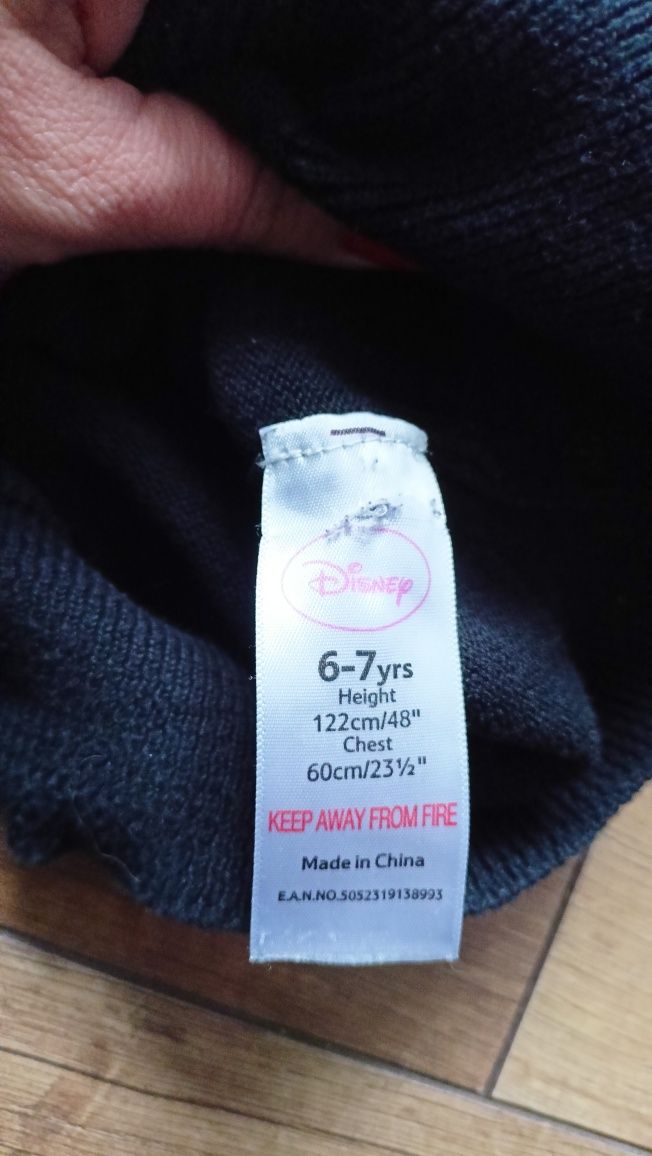 Disney
6-7yrs
Height
122cm/48"
Chest
60cm/23½"
KEEP AWAY FROM FIRE
Made in China
E.A.N.NO.5052319138993